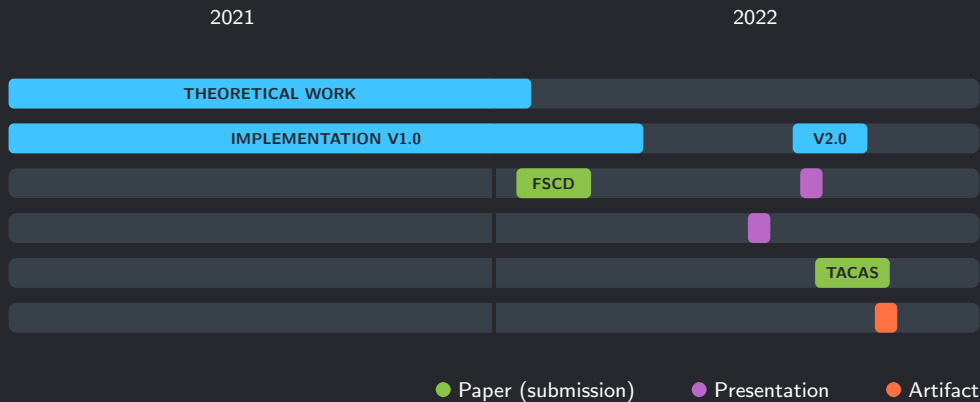 2021 2022
THEORETICAL WORK
IMPLEMENTATION V1.0 V2.0
FSCD
TACAS
Paper (submission) Presentation Artifact